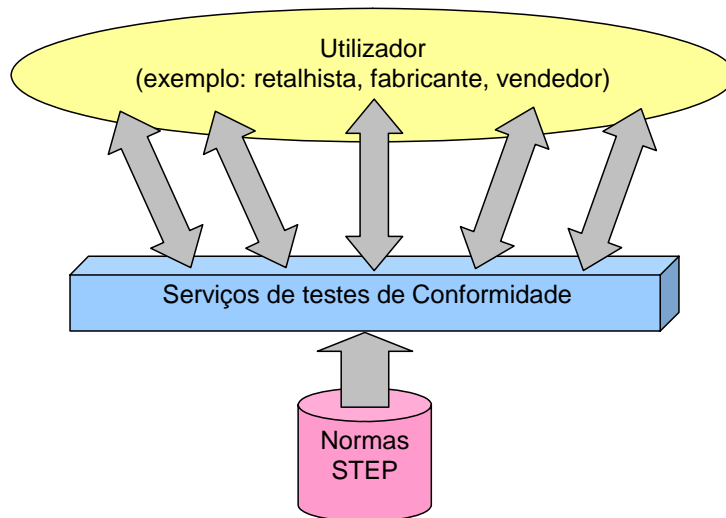 Utilizador
(exemplo: retalhista, fabricante, vendedor)
Serviços de testes de Conformidade
Normas
STEP